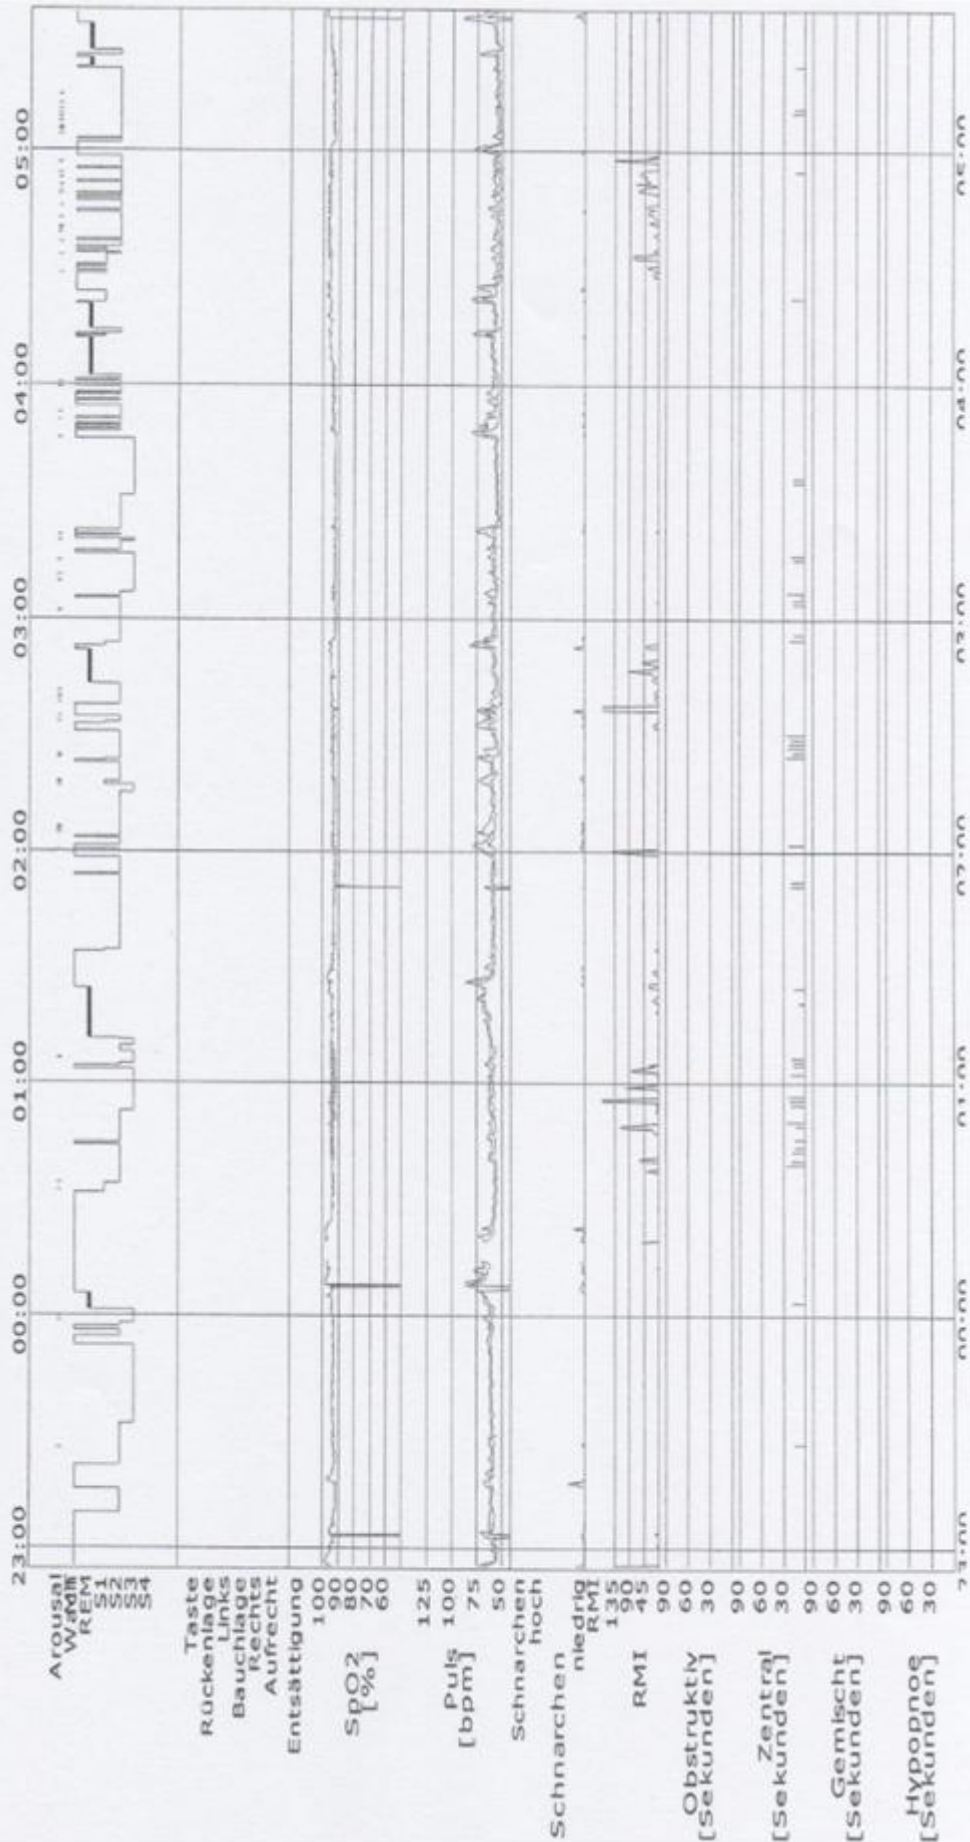 23:00 00:00 01:00 02:00 03:00 04:00 05:00
Arousal
REM
S1
S2
S3
S4
Taste
Rückenlage
Links
Bauchlage
Rechts
Aufrecht
Entsättigung
100
90
80
70
60
SpO2
[%]
125
100
75
50
Puls
[bpm]
Schnarchen
hoch
Schnarchen
niedrig
RMI
135
90
45
RMI
90
60
30
Obstruktiv
[Sekunden]
90
60
30
Zentral
[Sekunden]
90
60
30
Gemischt
[Sekunden]
90
60
30
Hypopnoe
[Sekunden]